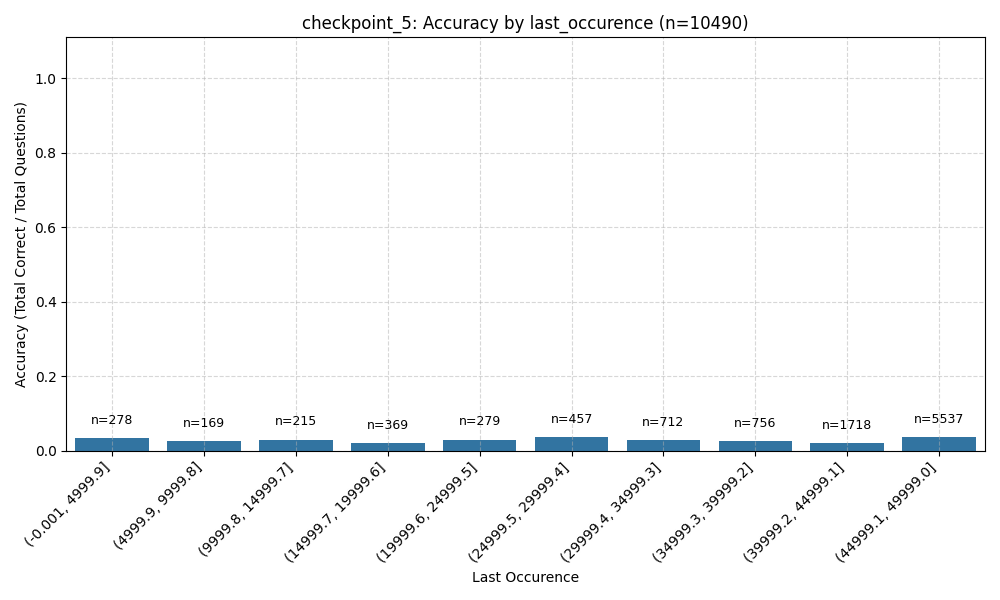 checkpoint_5: Accuracy by last_occurence (n=10490)
Accuracy (Total Correct / Total Questions)
1.0
0.8
0.6
0.4
0.2
0.0
n=278
n=169
n=215
n=369
n=279
n=457
n=712
n=756
n=1718
n=5537
(-0.001, 4999.9]
(4999.9, 9999.8]
(9999.8, 14999.7]
(14999.7, 19999.6]
(19999.6, 24999.5]
(24999.5, 29999.4]
(29999.4, 34999.3]
(34999.3, 39999.2]
(39999.2, 44999.1]
(44999.1, 49999.0]
Last Occurence